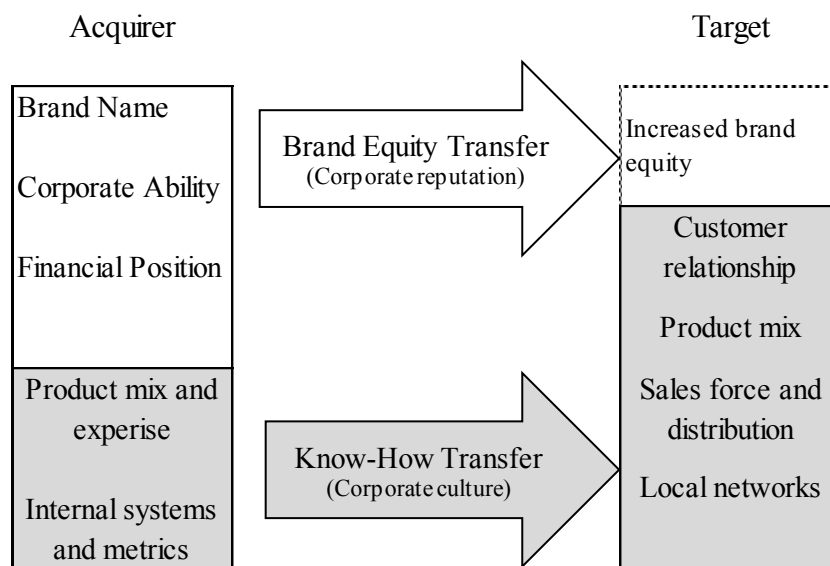 Acquirer
Target
Brand Name
Corporate Ability
Financial Position
Product mix and
experise
Internal systems
and metrics
Brand Equity Transfer
(Corporate reputation)
Know-How Transfer
(Corporate culture)
Increased brand
equity
Customer
relationship
Product mix
Sales force and
distribution
Local networks